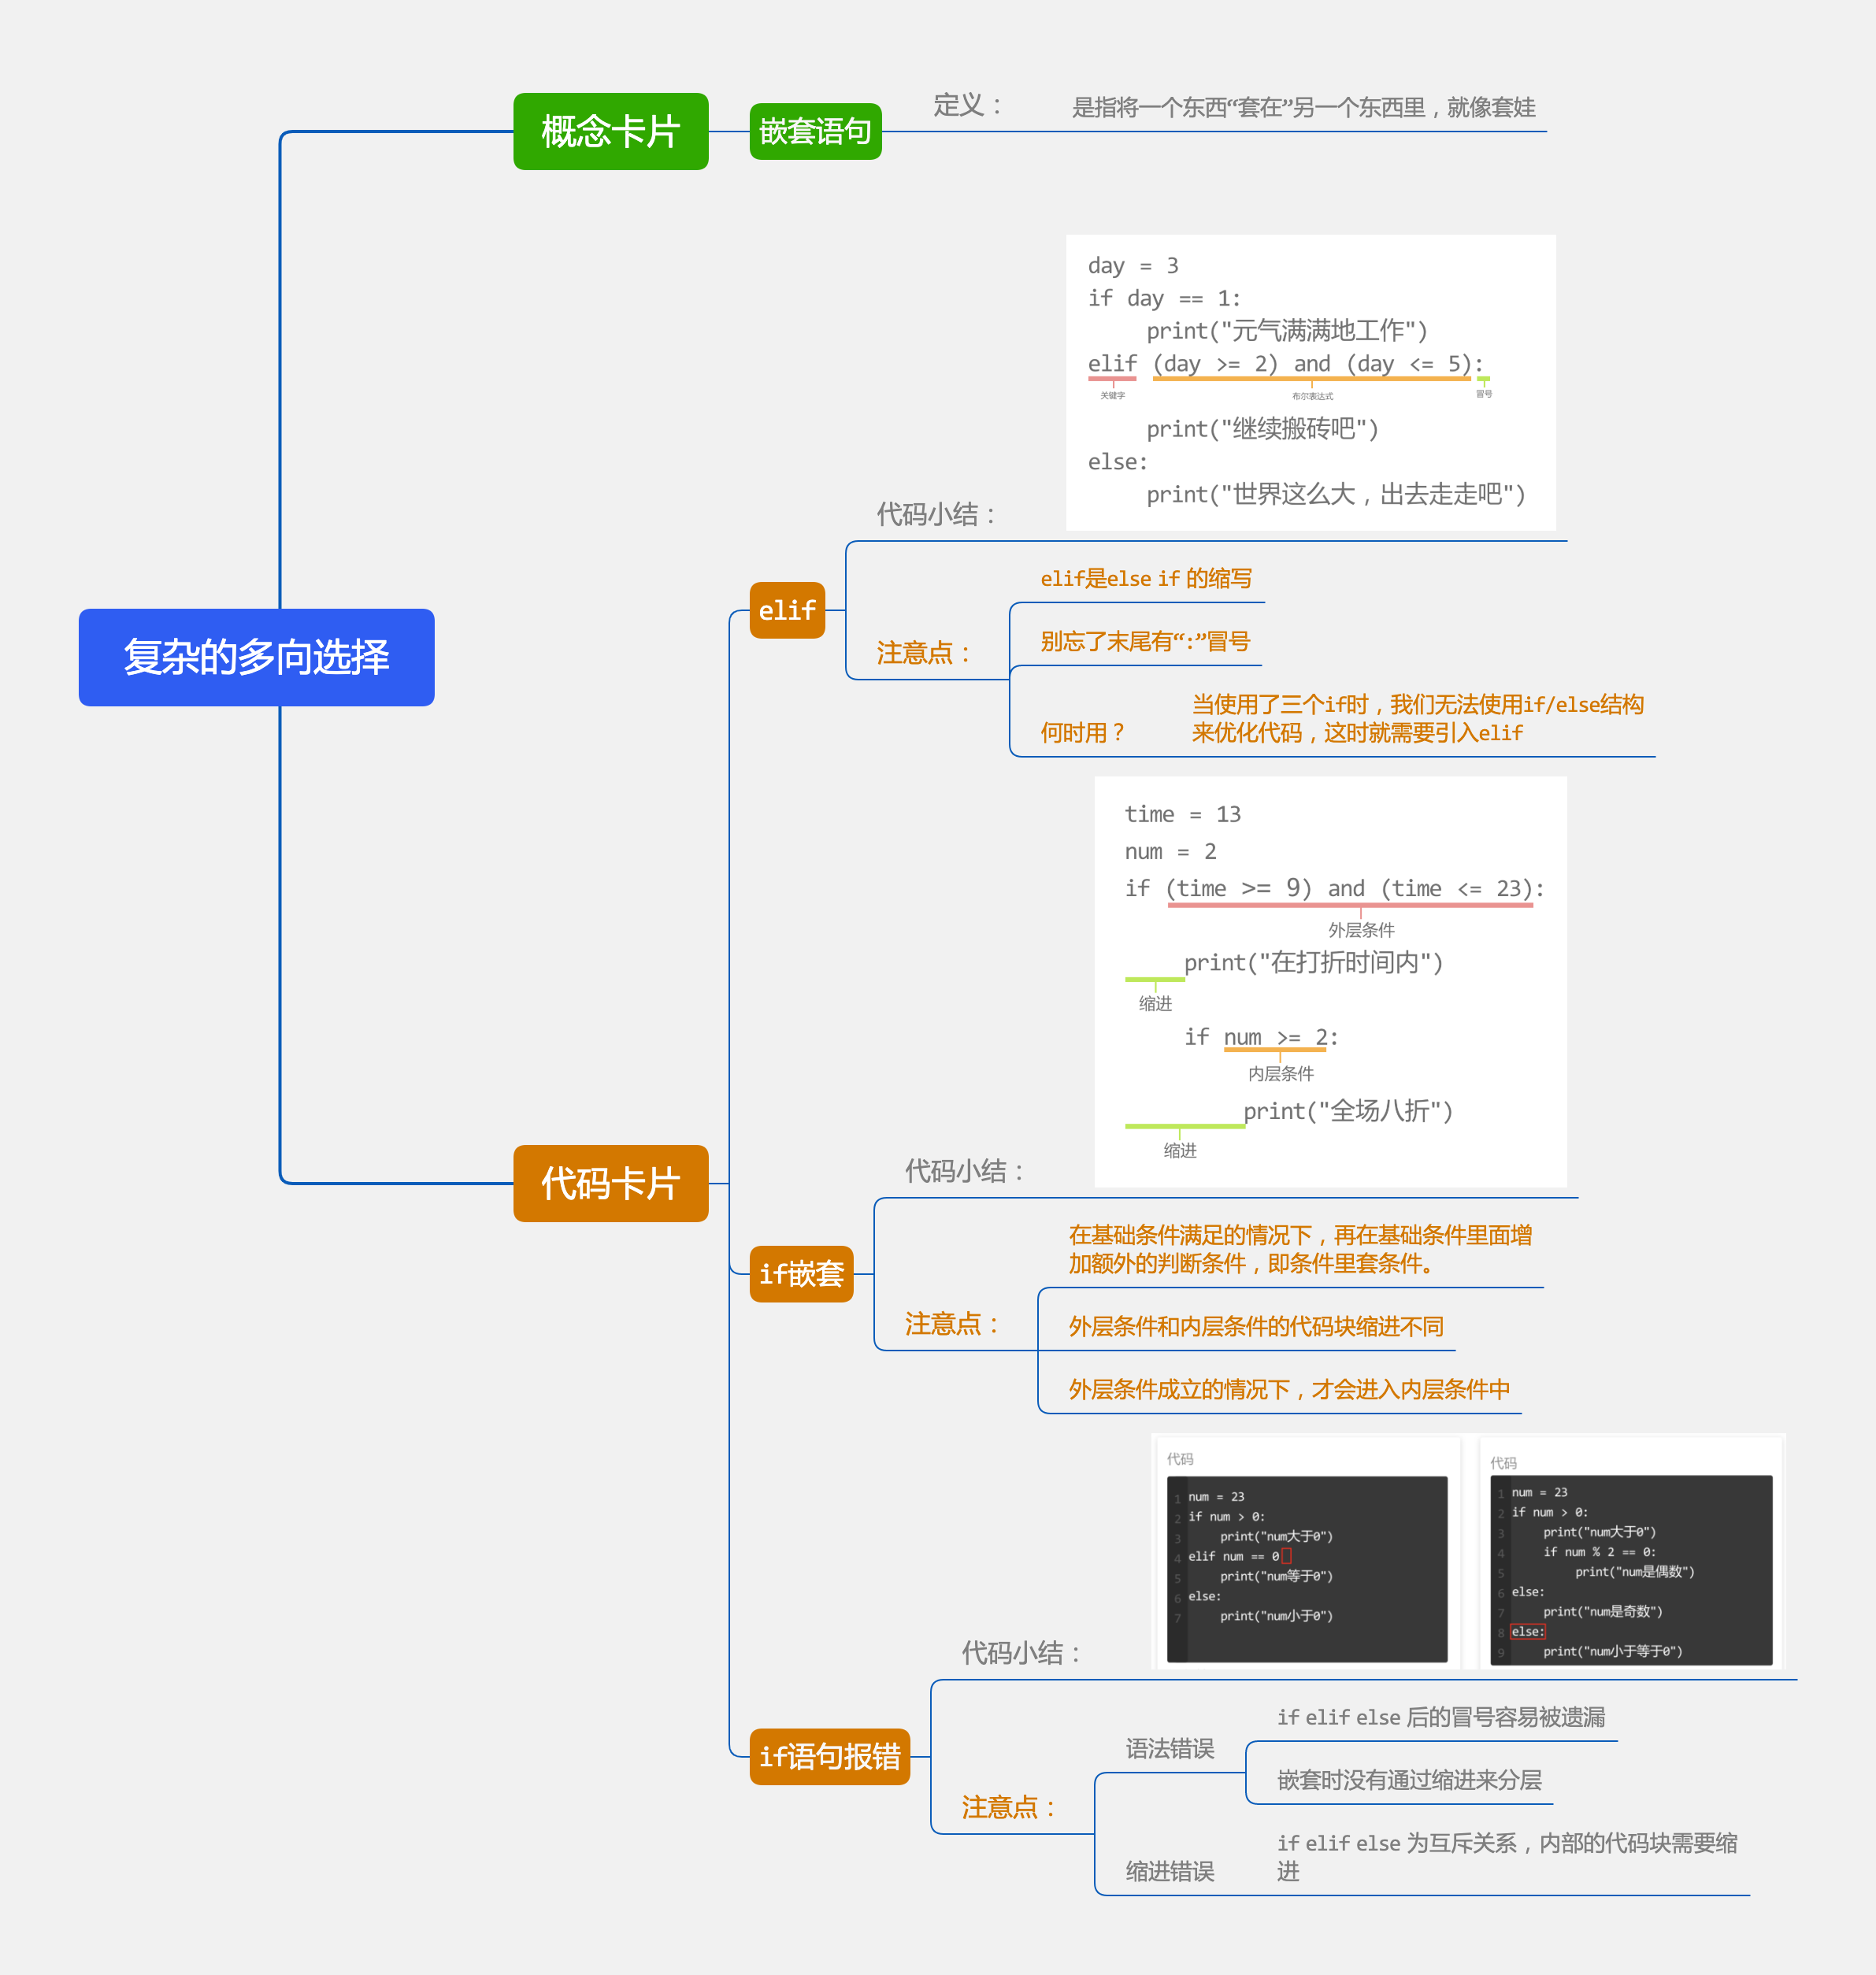 概念卡片
嵌套语句
定义：
是指将一个东西“套在”另一个东西里，就像套娃
day = 3
if day == 1:
print("元气满满地工作")
elif (day >= 2) and (day <= 5):
关键字
布尔表达式
冒号
print("继续搬砖吧")
else:
print("世界这么大，出去走走吧")
代码小结：
elif
elif是else if 的缩写
复杂的多向选择
注意点：
别忘了末尾有“:”冒号
何时用？
当使用了三个if时，我们无法使用if/else结构
来优化代码，这时就需要引入elif
time = 13
num = 2
if (time >= 9) and (time <= 23):
外层条件
print("在打折时间内")
缩进
if num >= 2:
内层条件
print("全场八折")
缩进
代码卡片
代码小结：
if嵌套
在基础条件满足的情况下，再在基础条件里面增
加额外的判断条件，即条件里套条件。
注意点：
外层条件和内层条件的代码块缩进不同
外层条件成立的情况下，才会进入内层条件中
代码
1 num = 23
2 if num > 0:
3 print("num大于0")
4 elif num == 0
5 print("num等于0")
6 else:
7 print("num小于0")
代码
1 num = 23
2 if num > 0:
3 print("num大于0")
4 if num % 2 == 0:
5 print("num是偶数")
6 else:
7 print("num是奇数")
8 else:
9 print("num小于等于0")
代码小结：
if语句报错
注意点：
语法错误
if elif else 后的冒号容易被遗漏
嵌套时没有通过缩进来分层
缩进错误
if elif else 为互斥关系，内部的代码块需要缩
进